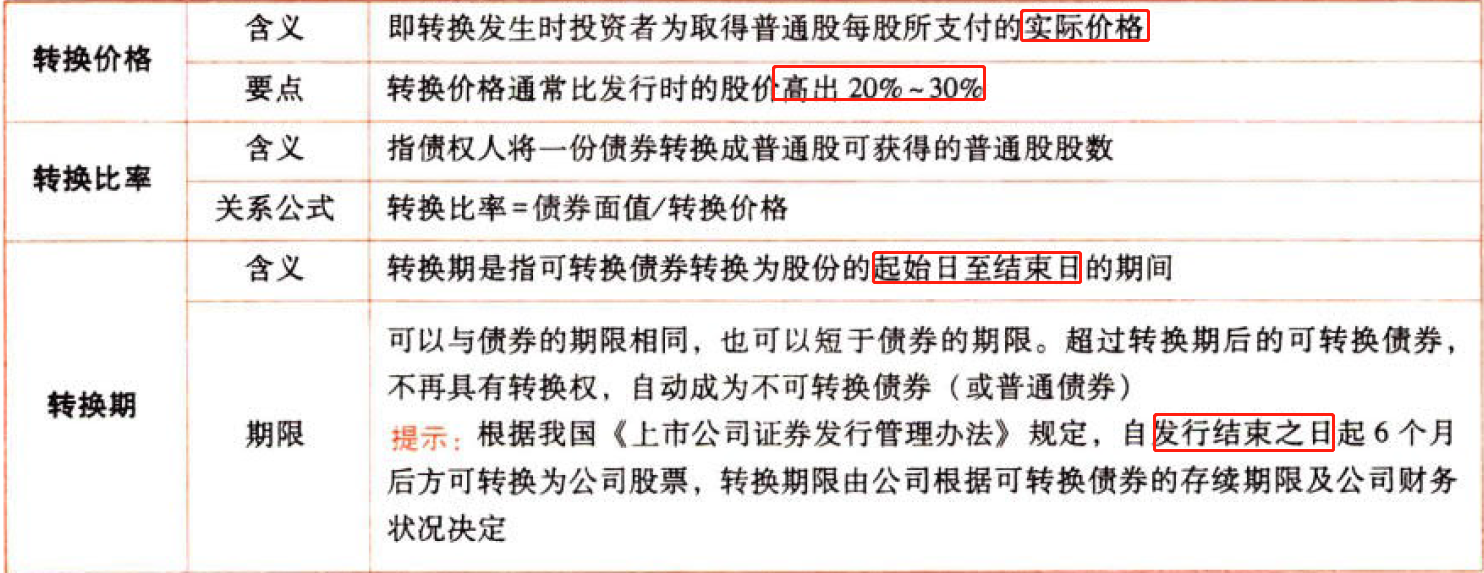 转换价格
含义
即转换发生时投资者为取得普通股每股所支付的实际价格
要点
转换价格通常比发行时的股价高出20%~30%
转换比率
含义
指债权人将一份债券转换成普通股可获得的普通股股数
关系公式
转换比率=债券面值/转换价格
转换期
含义
转换期是指可转换债券转换为股份的起始日至结束日的期间
期限
可以与债券的期限相同，也可以短于债券的期限。超过转换期后的可转换债券，
不再具有转换权，自动成为不可转换债券（或普通债券）
提示：根据我国《上市公司证券发行管理办法》规定，自发行结束之日起6个月
后方可转换为公司股票，转换期限由公司根据可转换债券的存续期限及公司财务
状况决定